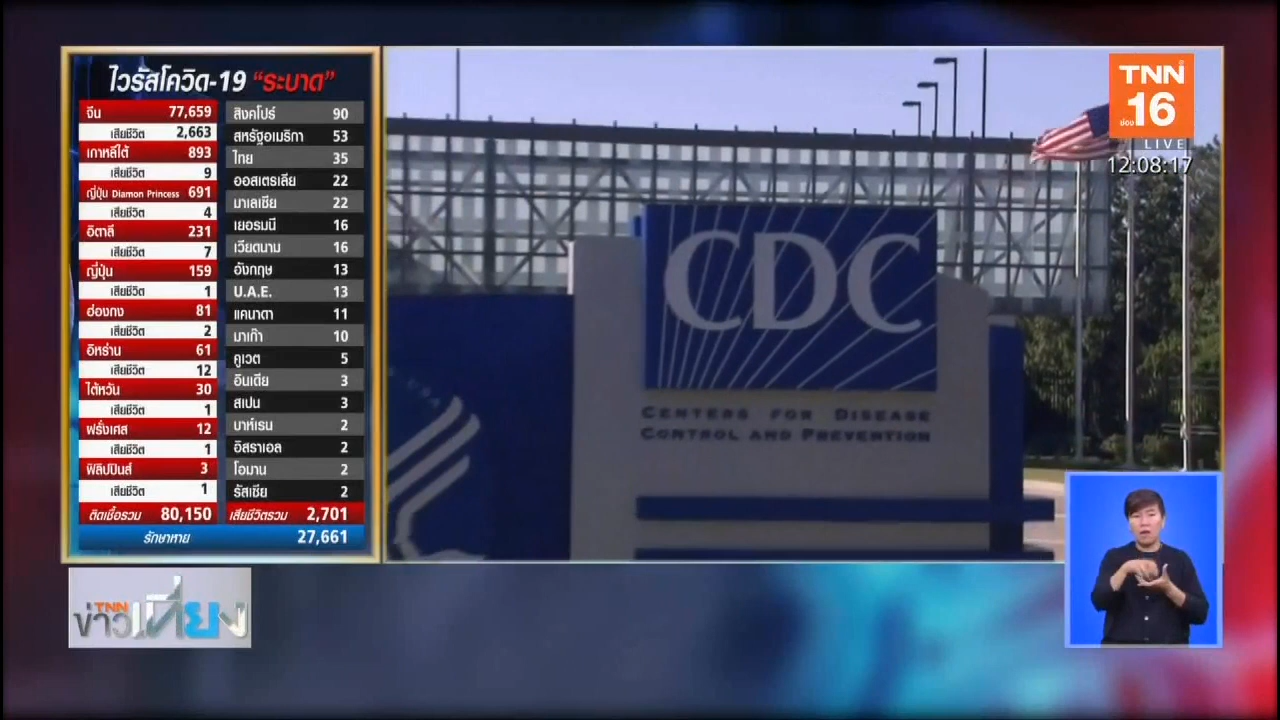 ไวรัสโควิด-19 “ระบาด”
จีน 77,659
เสียชีวิต 2,663
เกาหลีใต้ 893
เสียชีวิต 9
ญี่ปุ่น Diamon Princess 691
เสียชีวิต 4
อิตาลี 231
เสียชีวิต 7
ญี่ปุ่น 159
เสียชีวิต 1
ฮ่องกง 81
เสียชีวิต 2
อิหร่าน 61
เสียชีวิต 12
ไต้หวัน 30
เสียชีวิต 1
ฝรั่งเศส 12
เสียชีวิต 1
ฟิลิปปินส์ 3
เสียชีวิต 1
สิงคโปร์ 90
สหรัฐอเมริกา 53
ไทย 35
ออสเตรเลีย 22
มาเลเซีย 22
เยอรมนี 16
เวียดนาม 16
อังกฤษ 13
U.A.E. 13
แคนาดา 11
มาเก๊า 10
คูเวต 5
อินเดีย 3
สเปน 3
บาห์เรน 2
อิสราเอล 2
โอมาน 2
รัสเซีย 2
ติดเชื้อรวม 80,150 เสียชีวิตรวม 2,701
รักษาหาย 27,661
CDC
CENTERS FOR DISEASE
CONTROL AND PREVENTION
TNN
ช่อง 16
LIVE
12:08:17
TNN
ข่าวเที่ยง